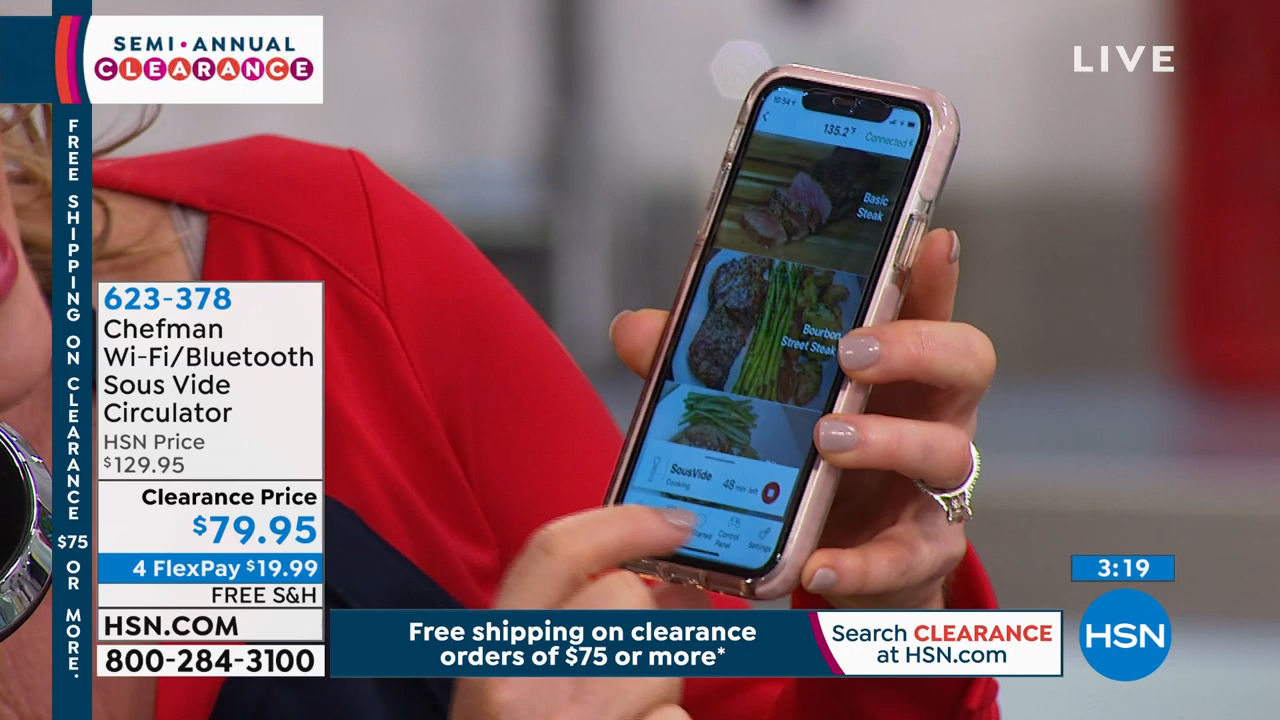 SEMI•ANNUAL
CLEARANCE
LIVE
FREE SHIPPING ON CLEARANCE $75 OR MORE.
623-378
Chefman
Wi-Fi/Bluetooth
Sous Vide
Circulator
HSN Price
$129.95
Clearance Price
$79.95
4 FlexPay $19.99
FREE S&H
HSN.COM
800-284-3100
10:54
135.2°F
Connected
Basic
Steak
Bourbon
Street Steak
SousVide
Cooking
48 min left
Control
Panel
Settings
3:19
HSN
Free shipping on clearance
orders of $75 or more*
Search CLEARANCE
at HSN.com